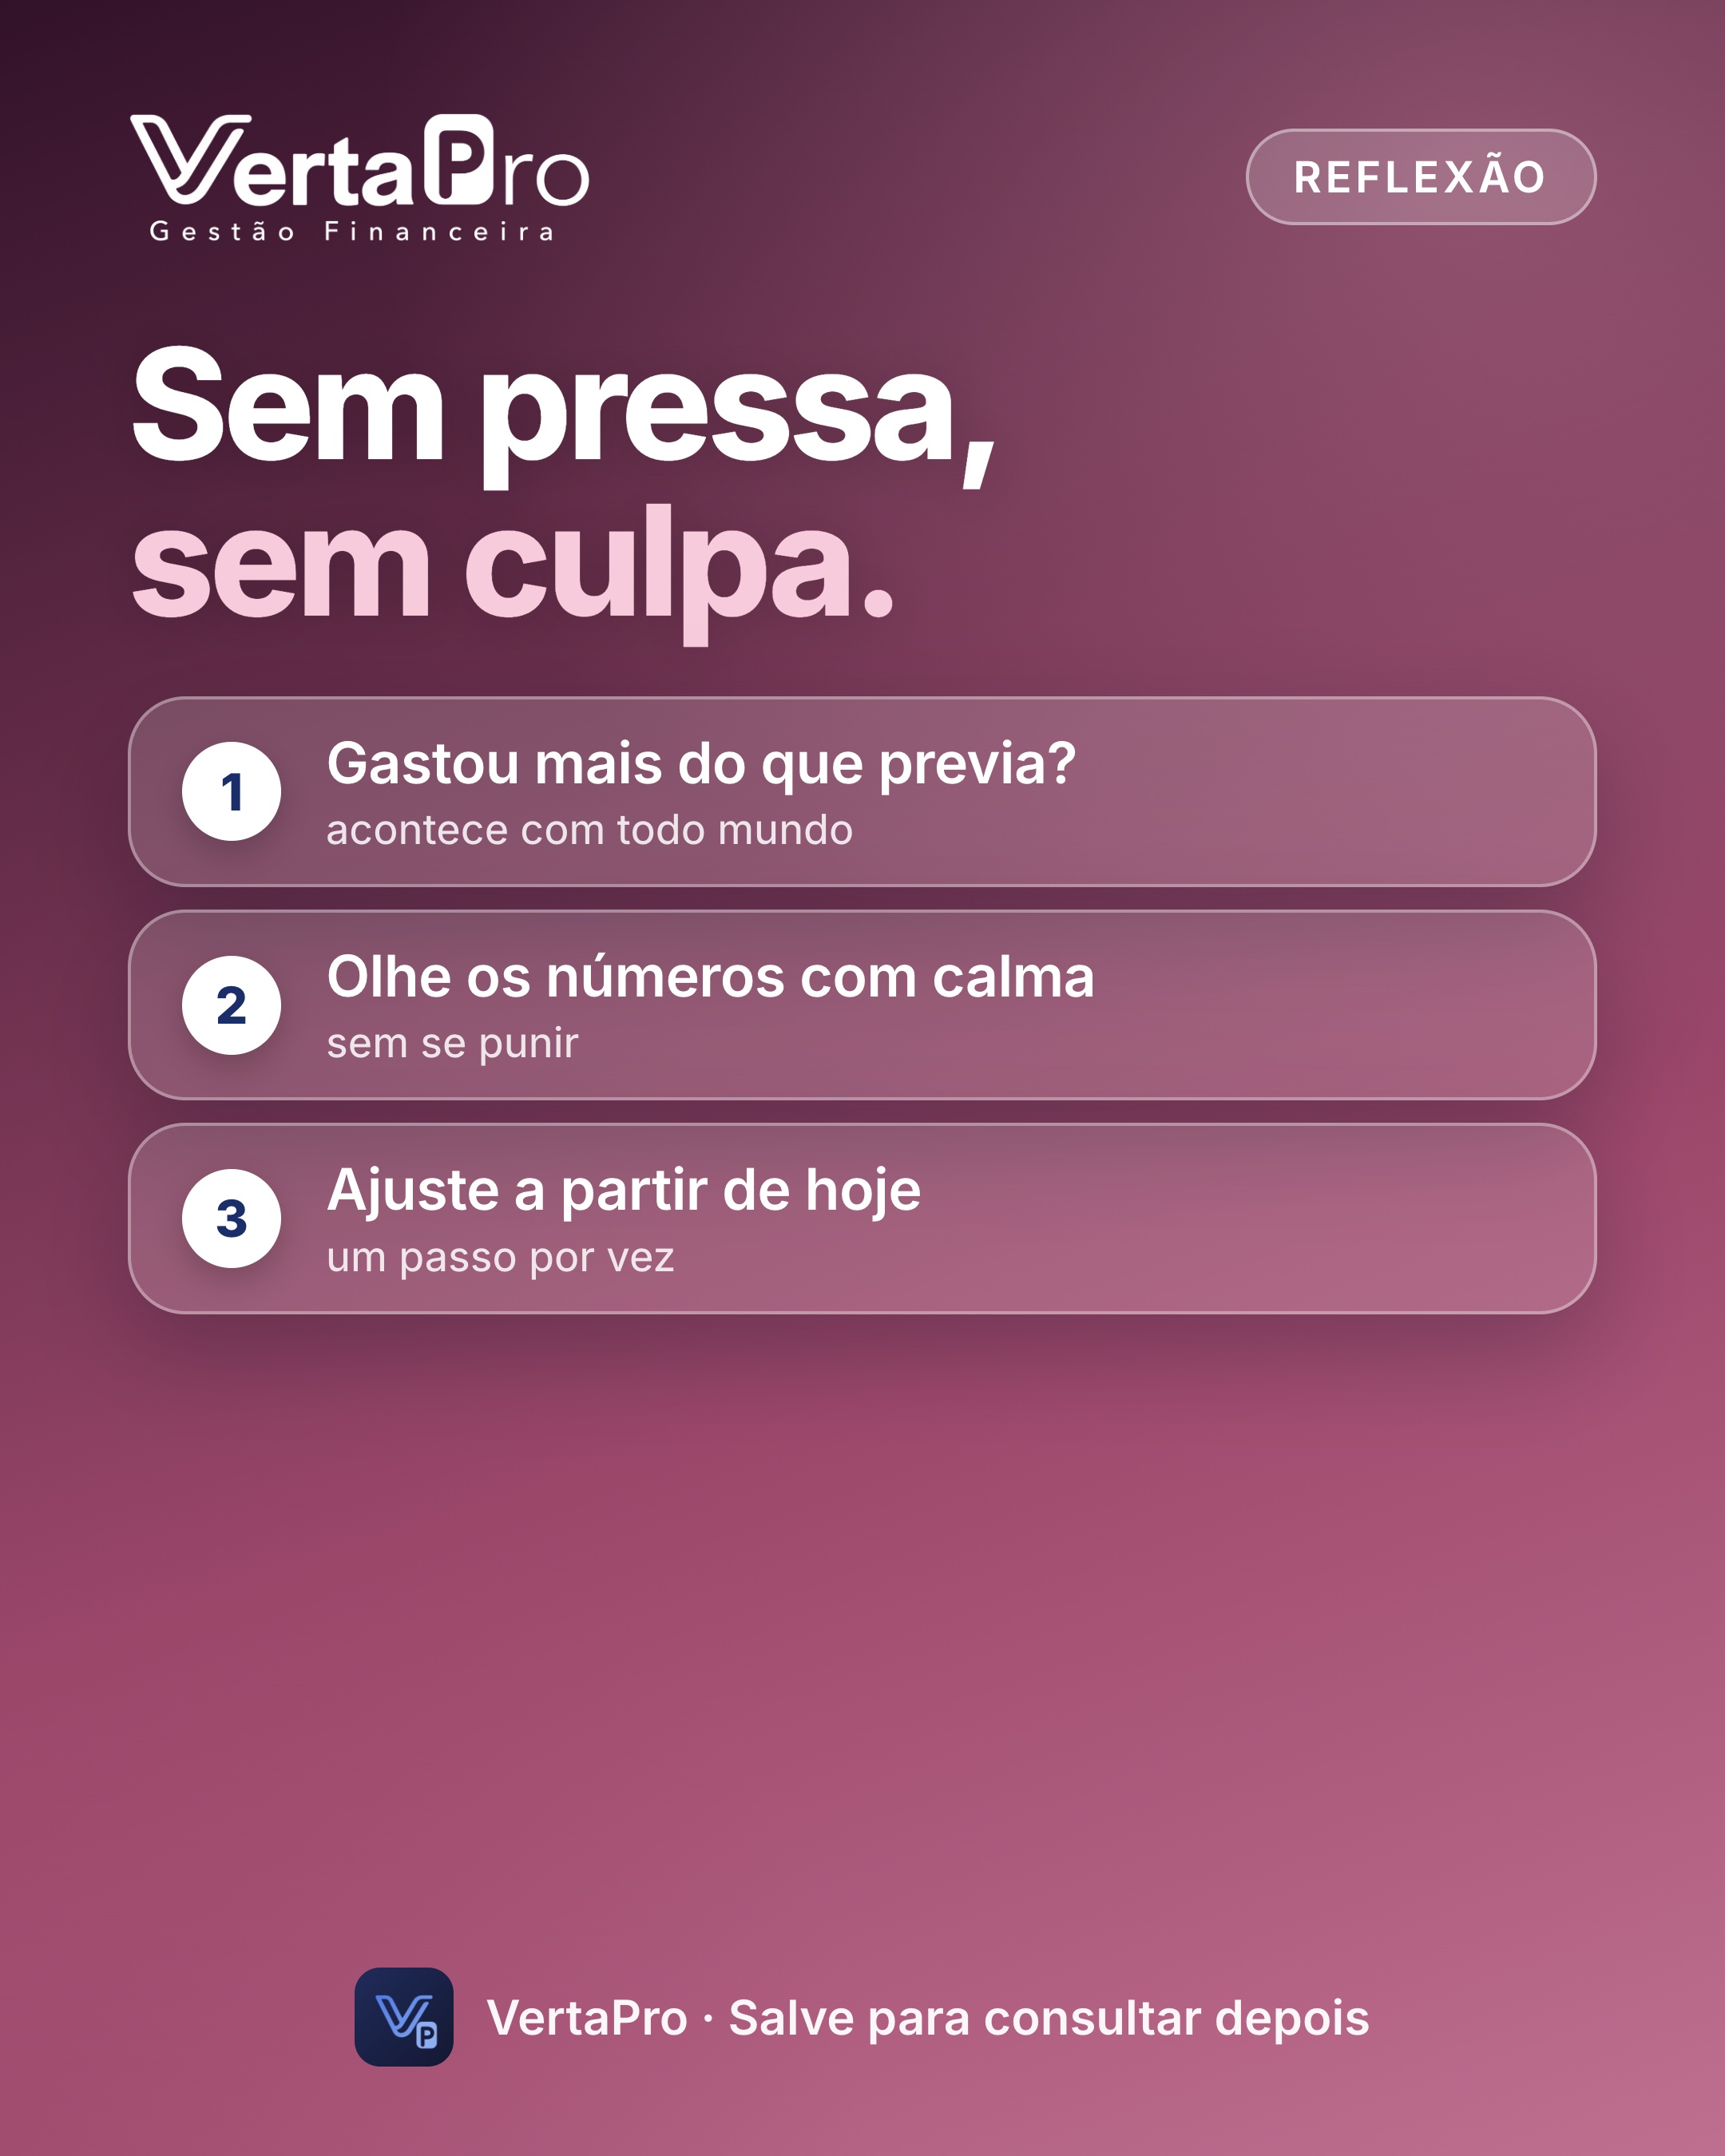 VertaPro
Gestão Financeira
REFLEXÃO
Sem pressa,
sem culpa.
1
Gastou mais do que previa?
acontece com todo mundo
2
Olhe os números com calma
sem se punir
3
Ajuste a partir de hoje
um passo por vez
VP
VertaPro · Salve para consultar depois